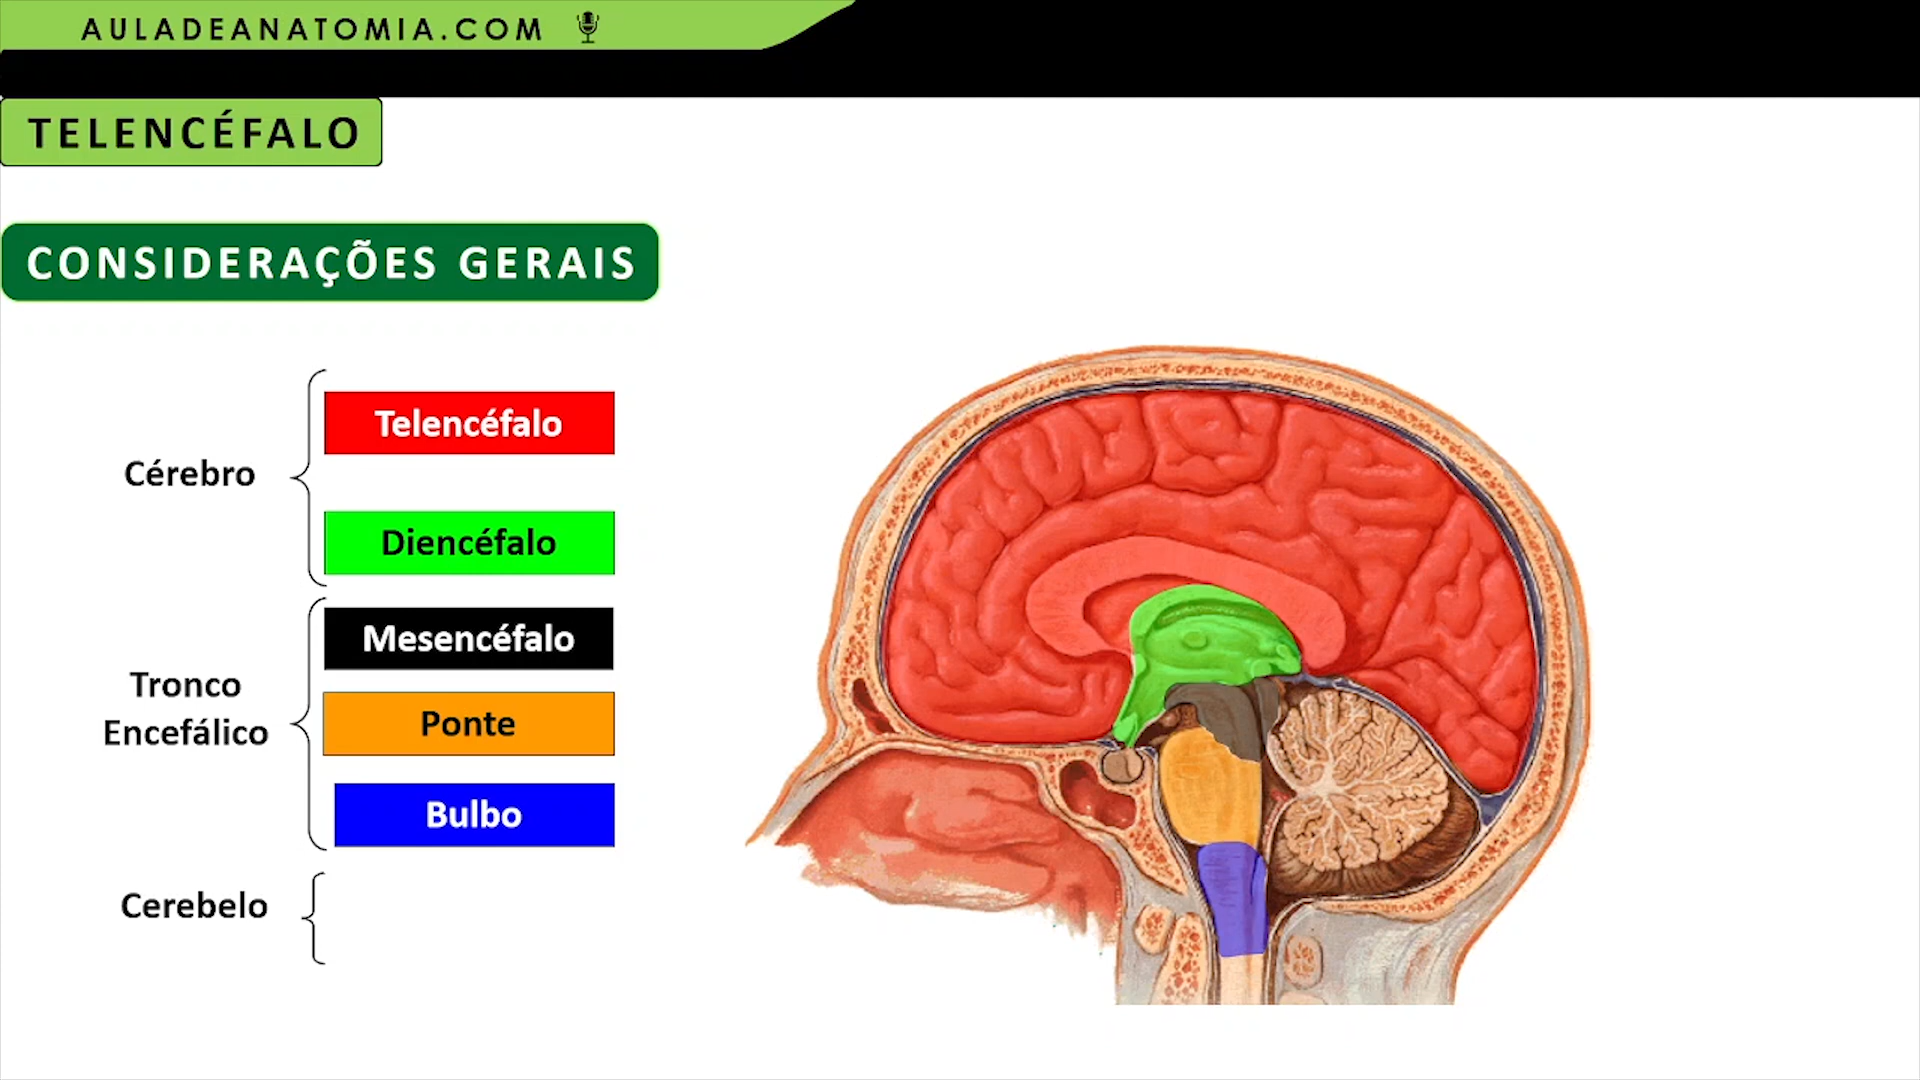 AULADEANATOMIA.COM
TELENCÉFALO
CONSIDERAÇÕES GERAIS
Cérebro
Telencéfalo
Diencéfalo
Tronco
Encefálico
Mesencéfalo
Ponte
Bulbo
Cerebelo